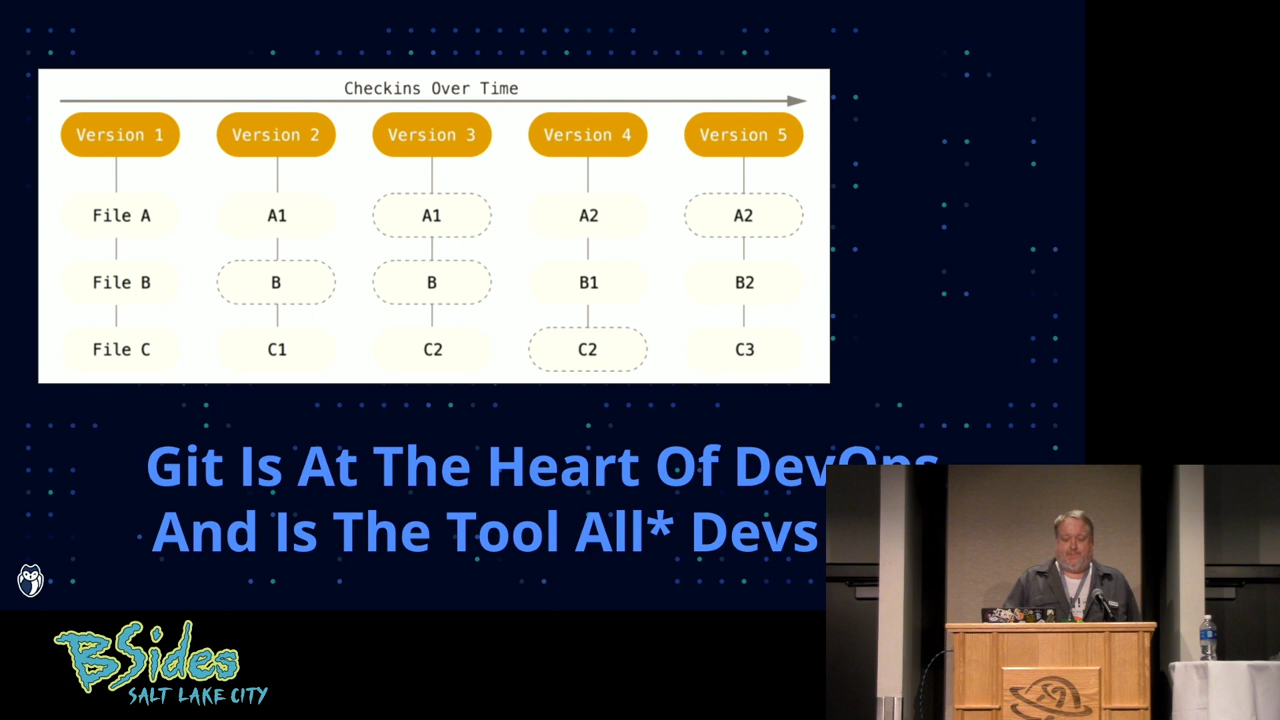 Checkins Over Time
Version 1 Version 2 Version 3 Version 4 Version 5
File A A1 A1 A2 A2
File B B B B1 B2
File C C1 C2 C2 C3
Git Is At The Heart Of DevOps
And Is The Tool All* Devs
BSides
SALT LAKE CITY